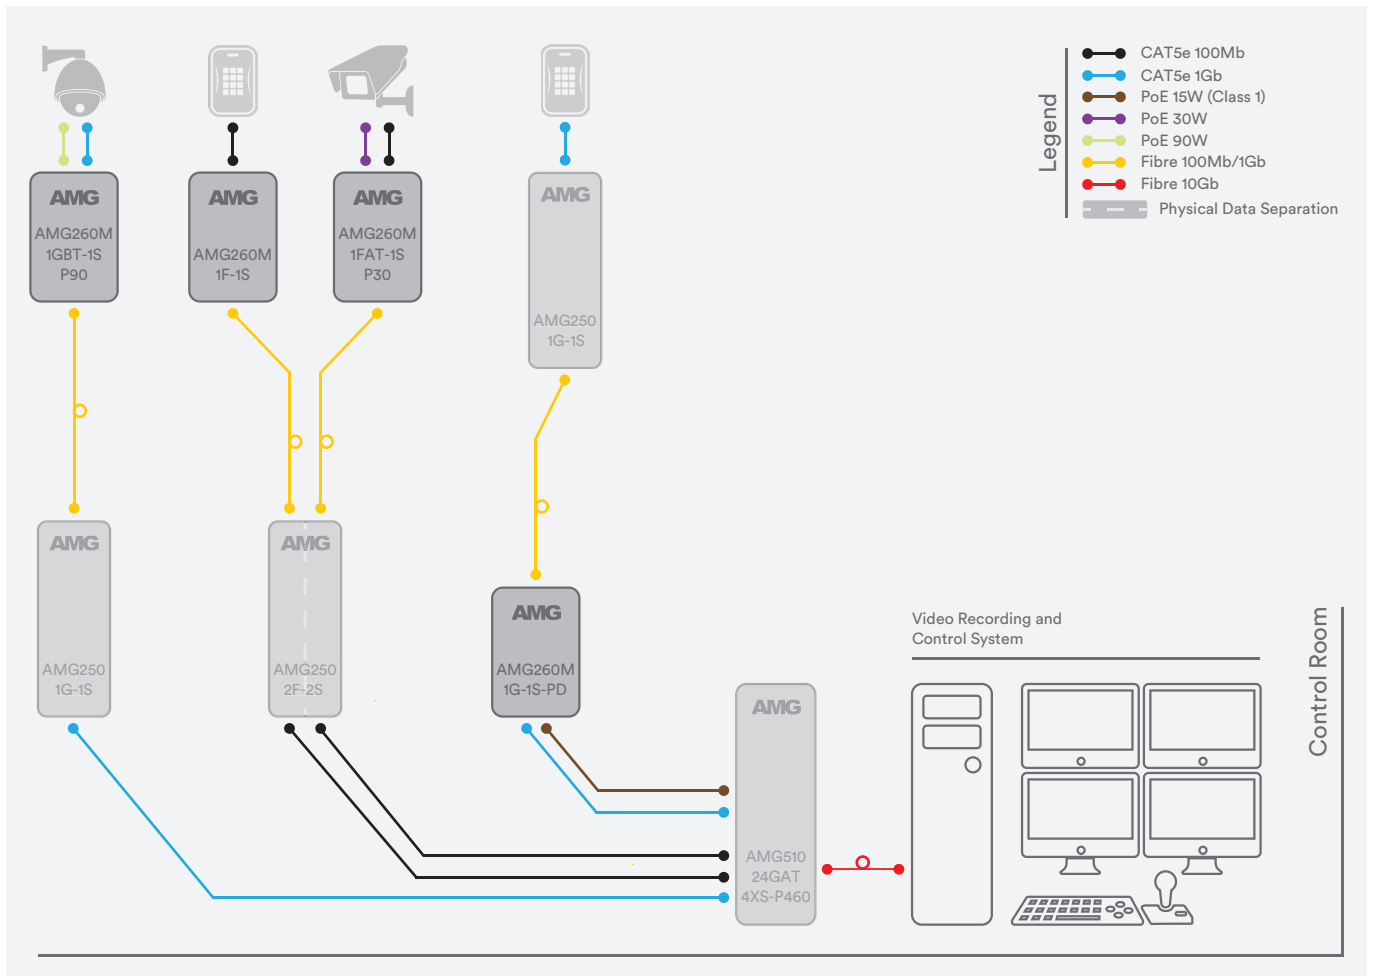 Legend
CAT5e 100Mb
CAT5e 1Gb
PoE 15W (Class 1)
PoE 30W
PoE 90W
Fibre 100Mb/1Gb
Fibre 10Gb
Physical Data Separation
AMG
AMG260M
1GBT-1S
P90
AMG
AMG260M
1F-1S
AMG
AMG260M
1FAT-1S
P30
AMG
AMG250
1G-1S
AMG
AMG250
1G-1S
AMG
AMG250
2F-2S
AMG
AMG260M
1G-1S-PD
AMG
AMG510
24GAT
4XS-P460
Video Recording and
Control System
Control Room